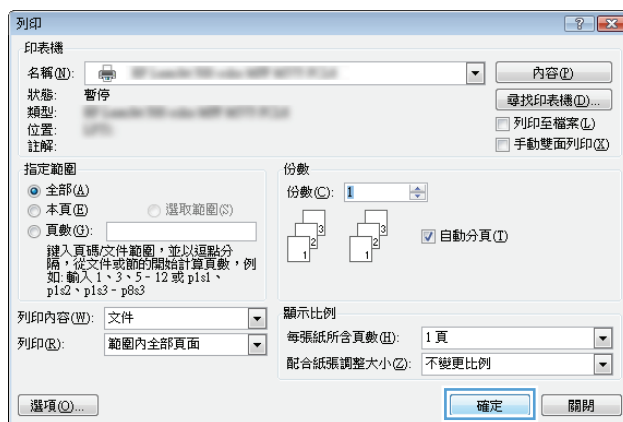 列印
印表機
名稱(N):
內容(P)
狀態: 暫停
尋找印表機(D)...
類型:
位置:
列印至檔案(L)
註解:
手動雙面列印(X)
指定範圍
全部(A)
本頁(E) 選取範圍(S)
頁數(G):
鍵入頁碼/文件範圍，並以逗點分
隔，從文件或節的開始計算頁數，例
如: 輸入 1、3、5－12 或 p1s1、
p1s2、p1s3－p8s3
份數
份數(C): 1
3 3
2 2
1 1
自動分頁(T)
列印內容(W): 文件
列印(R): 範圍內全部頁面
顯示比例
每張紙所含頁數(H): 1 頁
配合紙張調整大小(Z): 不變更比例
選項(O)... 確定 關閉